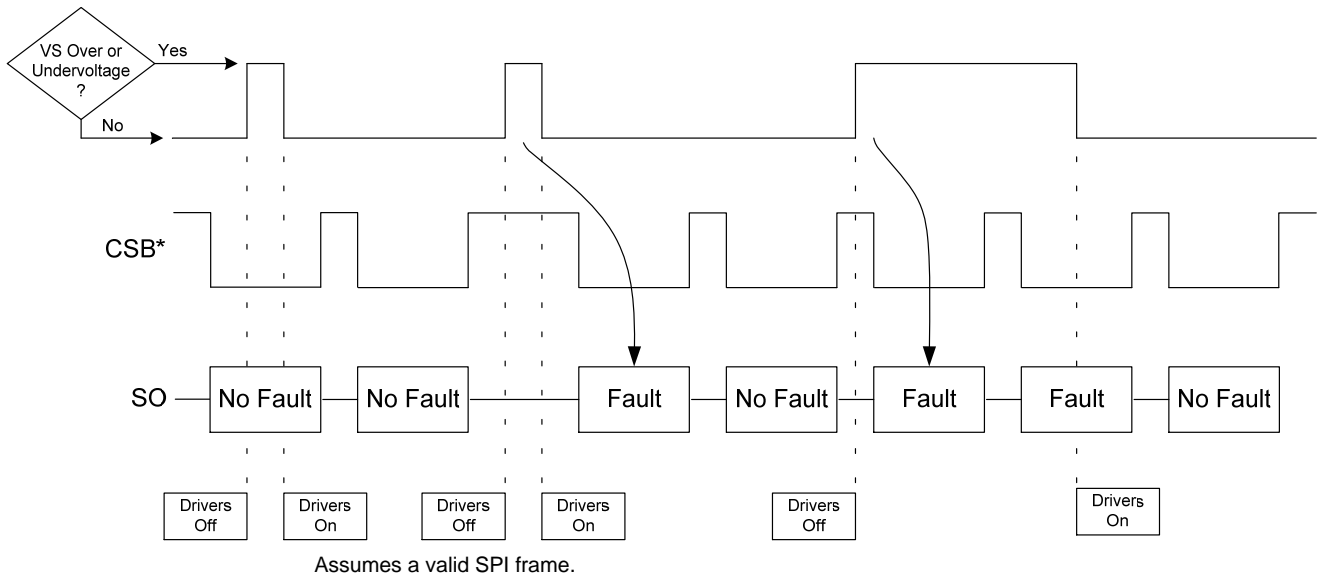 VS Over or
Undervoltage
?
Yes
No
CSB*
SO
No Fault
No Fault
Fault
No Fault
Fault
Fault
No Fault
Drivers
Off
Drivers
On
Drivers
Off
Drivers
On
Drivers
Off
Drivers
On
Assumes a valid SPI frame.